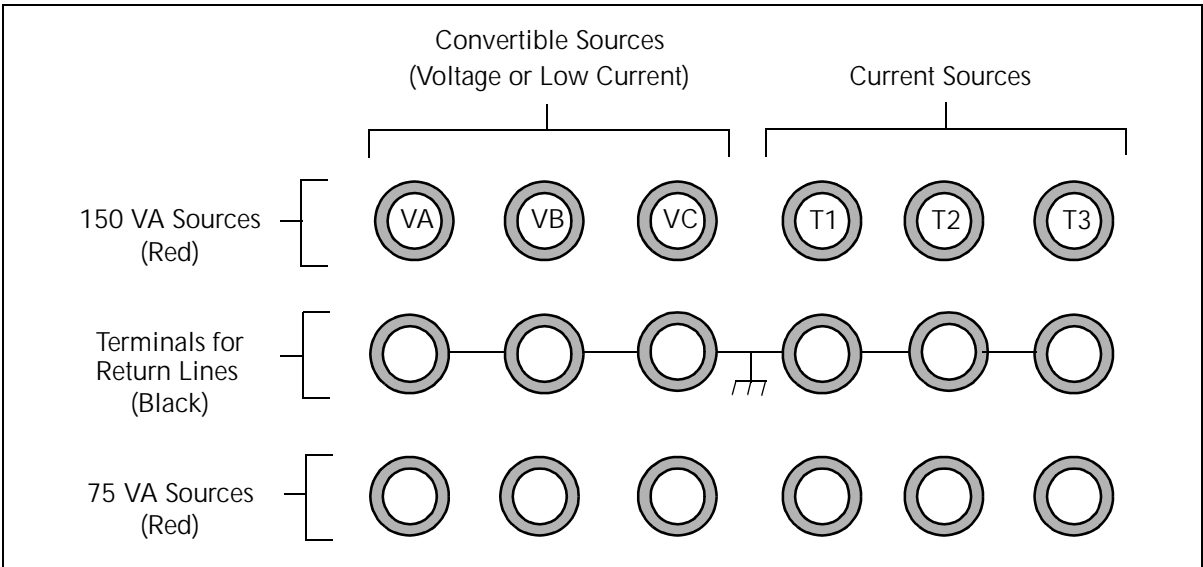 Convertible Sources
(Voltage or Low Current)
Current Sources
150 VA Sources
(Red)
VA
VB
VC
T1
T2
T3
Terminals for
Return Lines
(Black)
75 VA Sources
(Red)